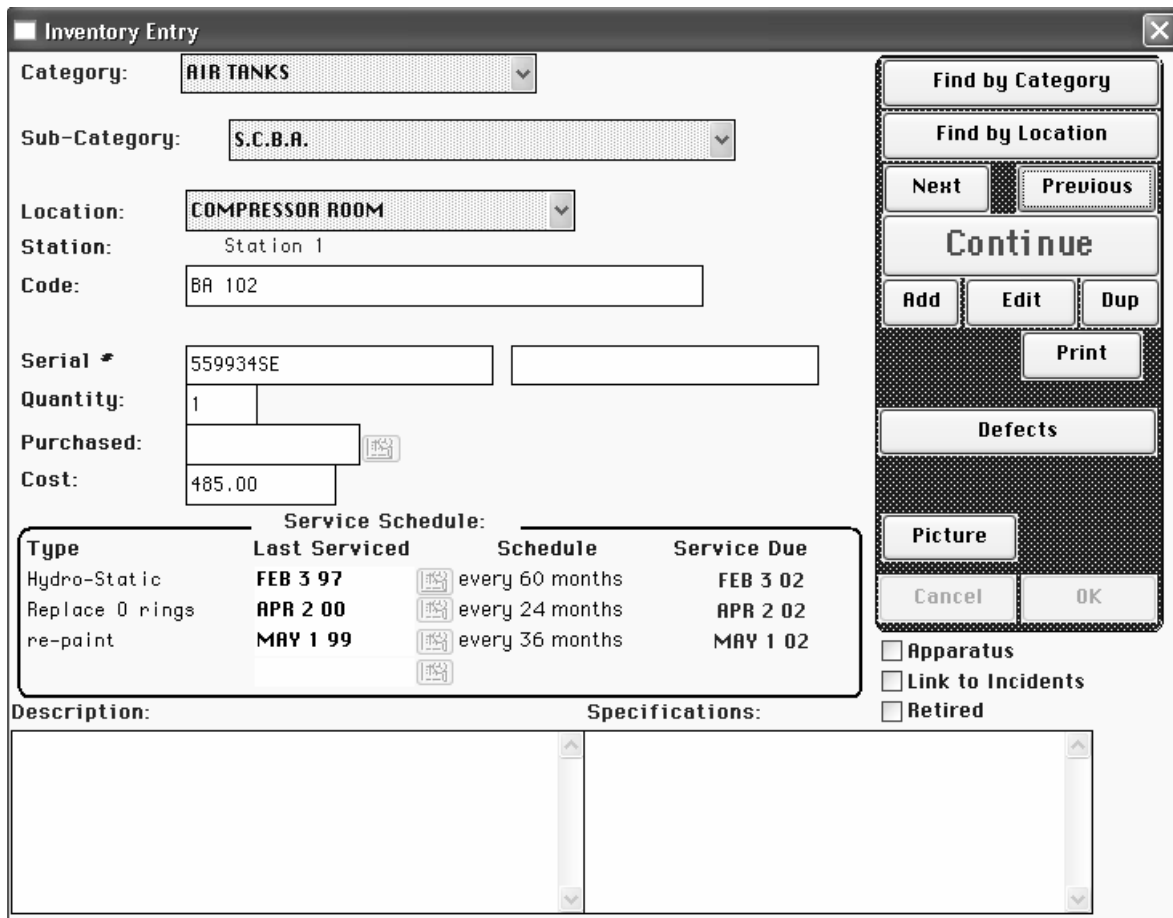 Inventory Entry
Category: AIR TANKS
Sub-Category: S.C.B.A.
Location: COMPRESSOR ROOM
Station: Station 1
Code: BA 102
Serial # 559934SE
Quantity: 1
Purchased:
Cost: 485.00
Service Schedule:
Type Last Serviced Schedule Service Due
Hydro-Static FEB 3 97 every 60 months FEB 3 02
Replace O rings APR 2 00 every 24 months APR 2 02
re-paint MAY 1 99 every 36 months MAY 1 02
Description: Specifications:
Find by Category
Find by Location
Next Previous
Continue
Add Edit Dup
Print
Defects
Picture
Cancel OK
Apparatus
Link to Incidents
Retired